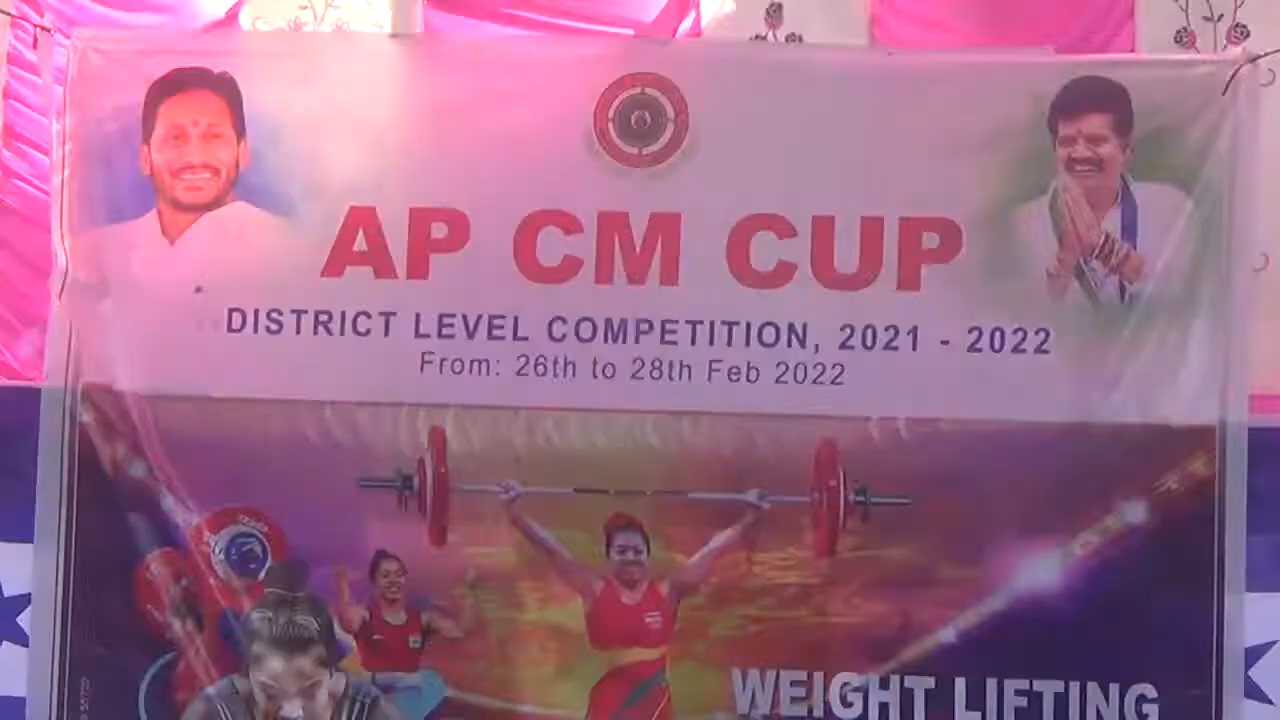 AP CM CUP
DISTRICT LEVEL COMPETITION, 2021 - 2022
From: 26th to 28th Feb 2022
WEIGHT LIFTING